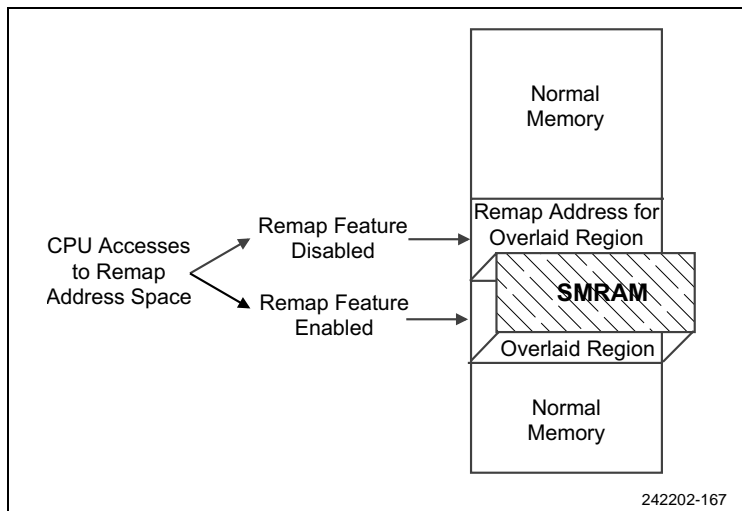 Normal
Memory
Remap Address for
Overlaid Region
Remap Feature
Disabled
CPU Accesses
to Remap
Address Space
Remap Feature
Enabled
SMRAM
Overlaid Region
Normal
Memory
242202-167